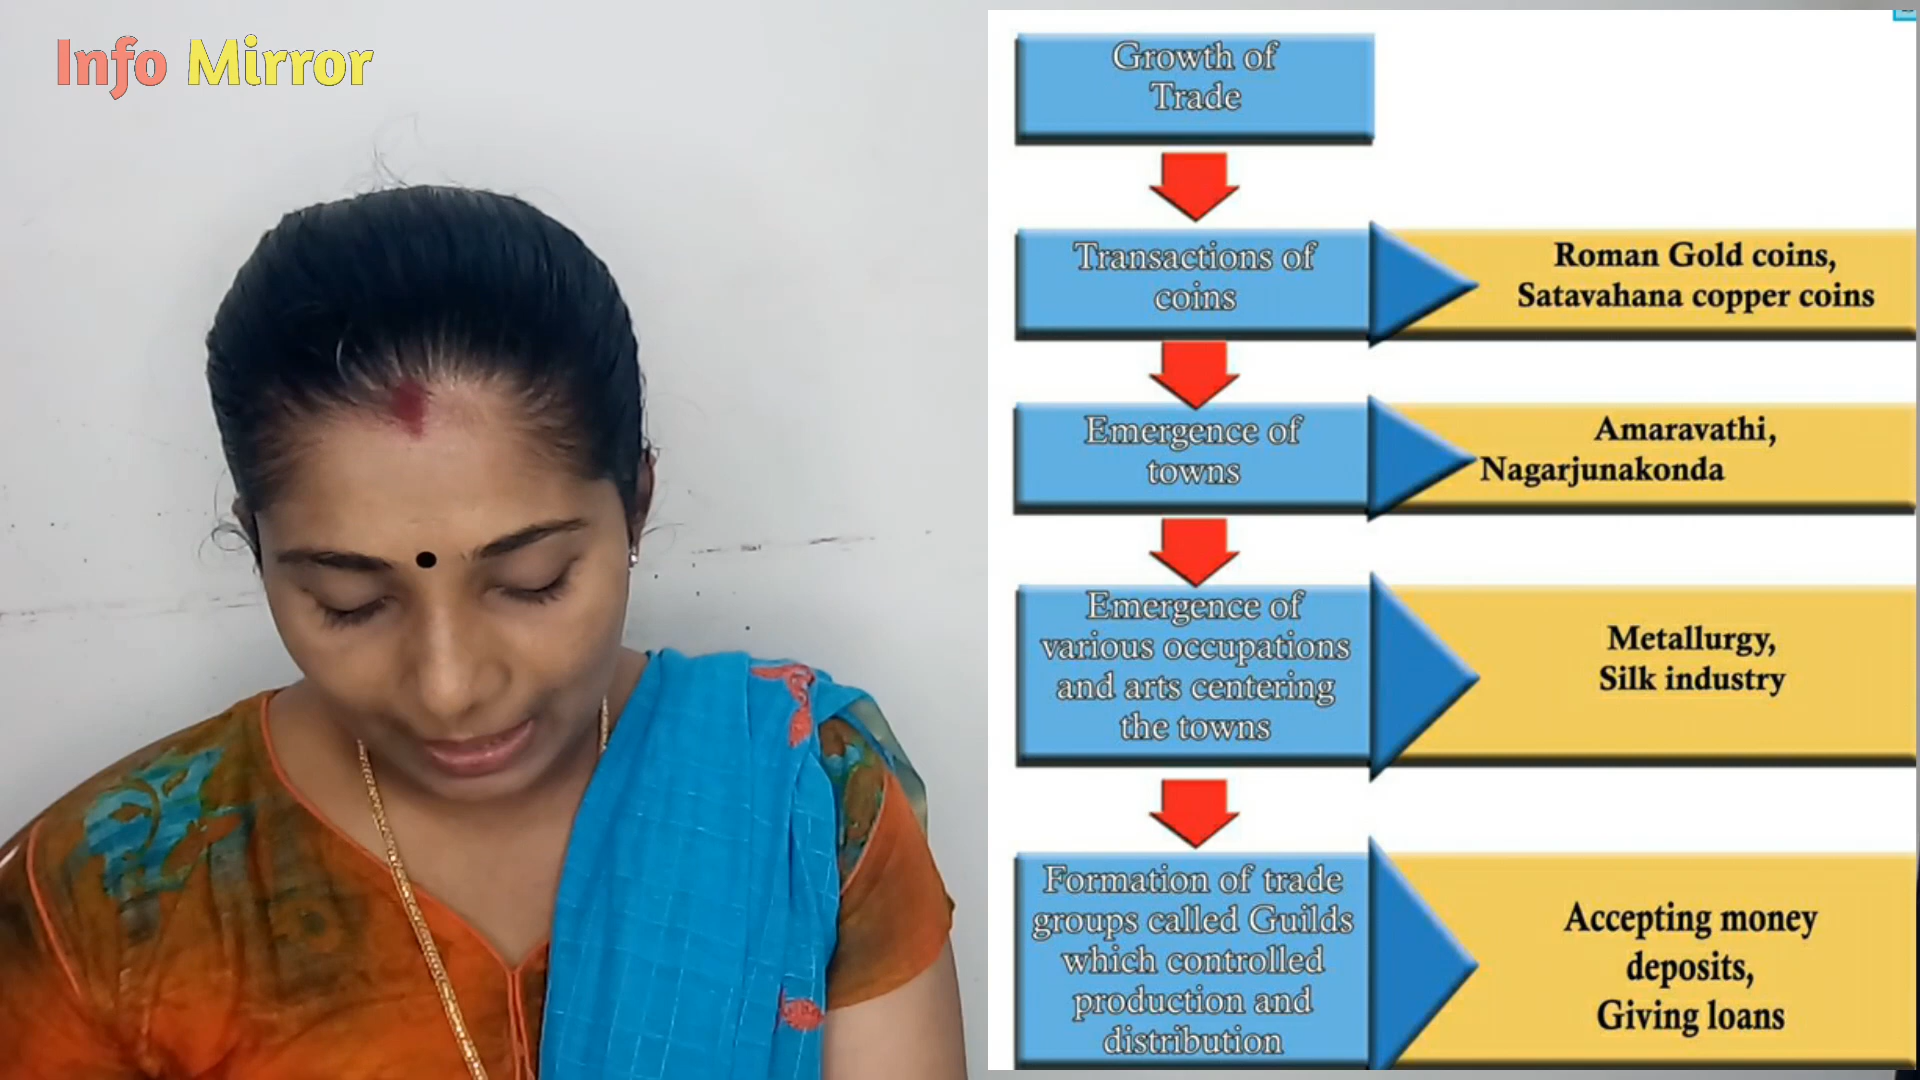 Info Mirror
Growth of
Trade
Transactions of
coins
Roman Gold coins,
Satavahana copper coins
Emergence of
towns
Amaravathi,
Nagarjunakonda
Emergence of
various occupations
and arts centering
the towns
Metallurgy,
Silk industry
Formation of trade
groups called Guilds
which controlled
production and
distribution
Accepting money
deposits,
Giving loans